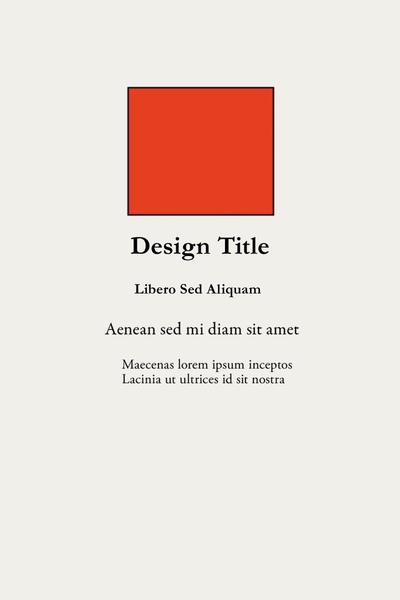 Design Title
Libero Sed Aliquam
Aenean sed mi diam sit amet
Maecenas lorem ipsum inceptos
Lacinia ut ultrices id sit nostra